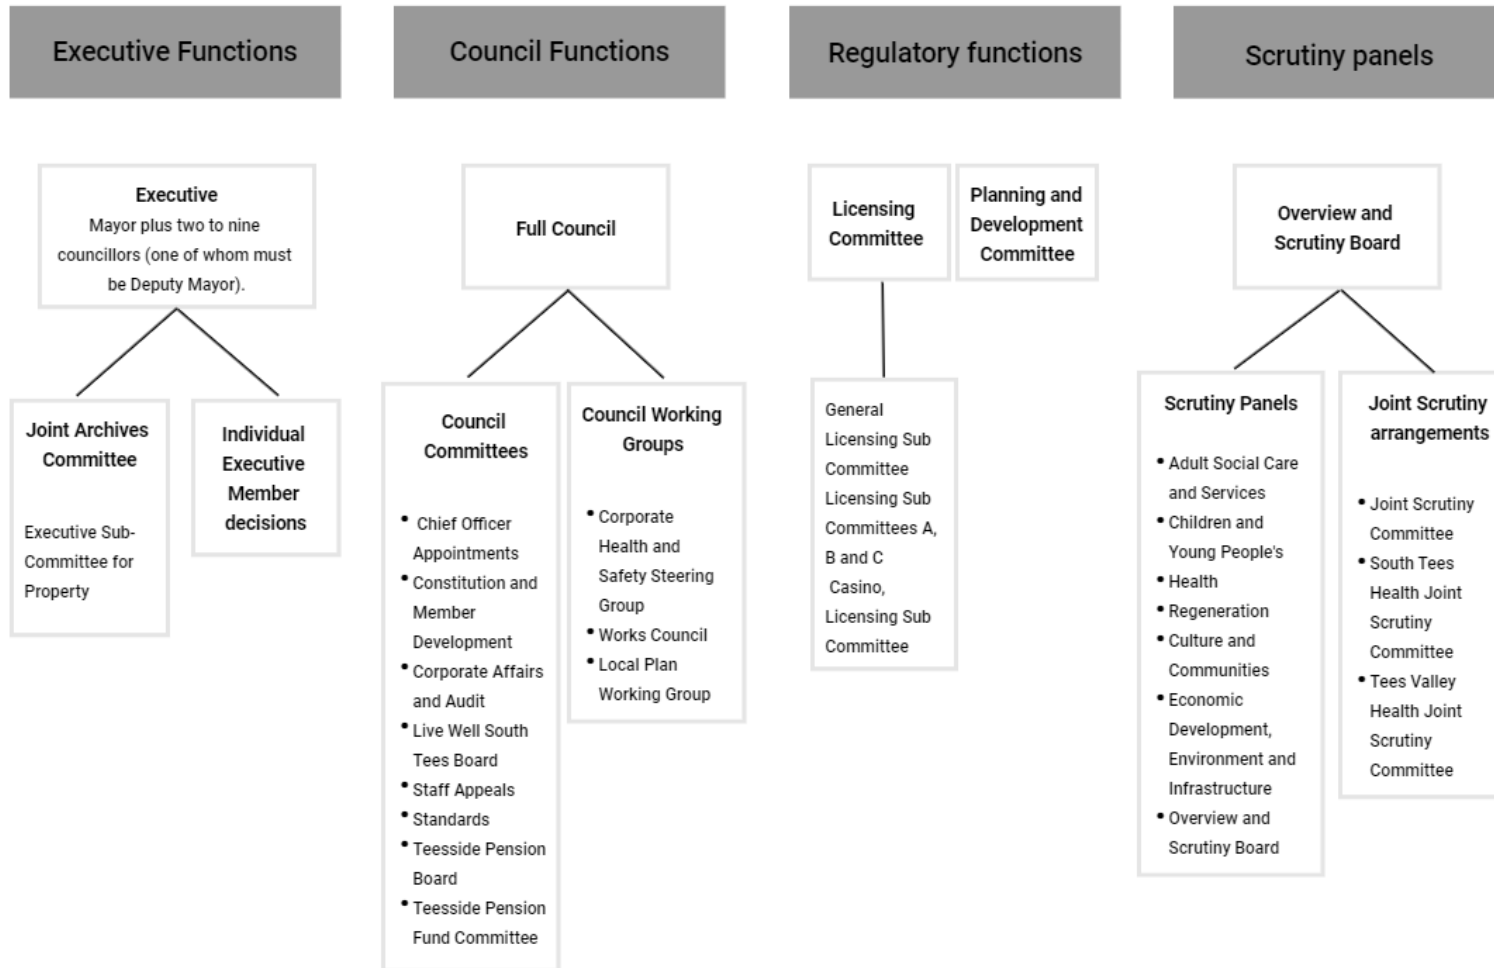 Executive Functions
Council Functions
Regulatory functions
Scrutiny panels
Executive
Mayor plus two to nine
councillors (one of whom must
be Deputy Mayor).
Joint Archives
Committee
Executive Sub-
Committee for
Property
Individual
Executive
Member
decisions
Full Council
Council
Committees
• Chief Officer
Appointments
• Constitution and
Member
Development
• Corporate Affairs
and Audit
• Live Well South
Tees Board
• Staff Appeals
• Standards
• Teesside Pension
Board
• Teesside Pension
Fund Committee
Council Working
Groups
• Corporate
Health and
Safety Steering
Group
• Works Council
• Local Plan
Working Group
Licensing
Committee
Planning and
Development
Committee
General
Licensing Sub
Committee
Licensing Sub
Committees A,
B and C
Casino,
Licensing Sub
Committee
Overview and
Scrutiny Board
Scrutiny Panels
• Adult Social Care
and Services
• Children and
Young People's
• Health
• Regeneration
• Culture and
Communities
• Economic
Development,
Environment and
Infrastructure
• Overview and
Scrutiny Board
Joint Scrutiny
arrangements
• Joint Scrutiny
Committee
• South Tees
Health Joint
Scrutiny
Committee
• Tees Valley
Health Joint
Scrutiny
Committee